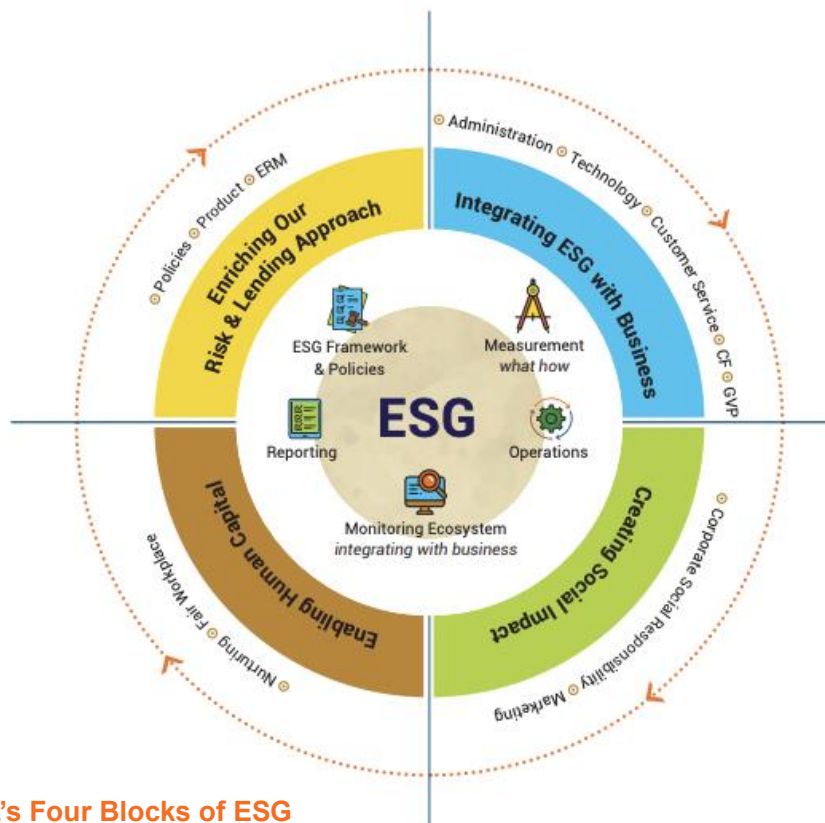 Administration
Technology
Customer Service
CF
GVP
Integrating ESG with Business
Policies
Product
ERM
Enriching Our
Risk & Lending Approach
ESG Framework
& Policies
Measurement
what how
ESG
Reporting
Operations
Monitoring Ecosystem
integrating with business
Enabling Human Capital
Nurturing
Fair Workplace
Creating Social Impact
Corporate Social Responsibility
Marketing
's Four Blocks of ESG